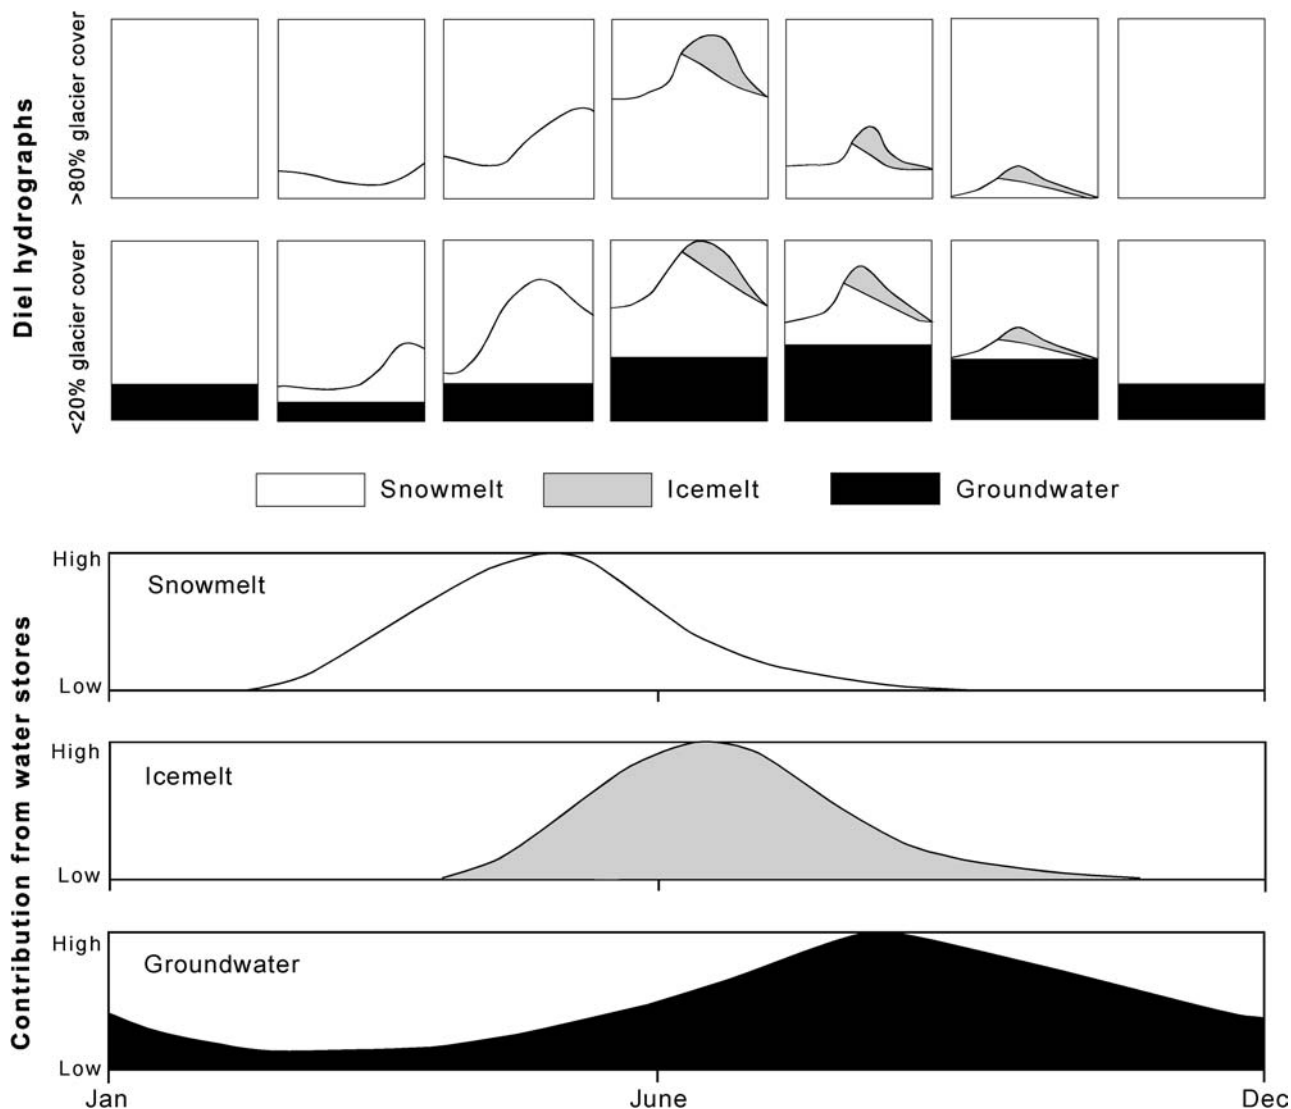 Diel hydrographs
>80% glacier cover
<20% glacier cover
Snowmelt
Icemelt
Groundwater
Contribution from water stores
High
Snowmelt
Low
High
Icemelt
Low
High
Groundwater
Low
Jan
June
Dec